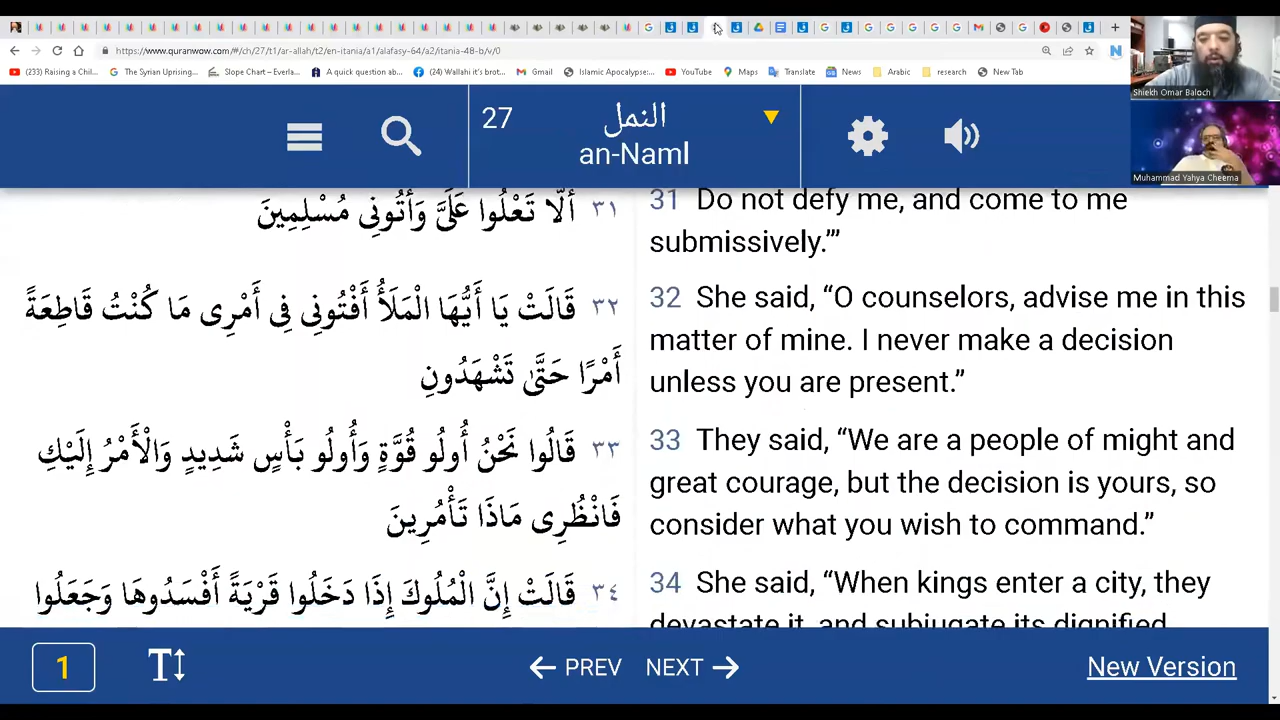 https://www.quranwow.com/#/ch/27/t1/ar-allah/t2/en-itania/a1/alafasy-64/a2/itania-48-b/v/0
(233) Raising a Chil...
The Syrian Uprising...
Slope Chart – Everla...
A quick question ab...
(24) Wallahi it's brot...
Gmail
Islamic Apocalypse:...
YouTube
Maps
Translate
News
Arabic
research
New Tab
Shiekh Omar Baloch
Muhammad Yahya Cheema
27
النمل
an-Naml
٣١ أَلَّا تَعْلُوا عَلَيَّ وَأْتُونِى مُسْلِمِينَ
31 Do not defy me, and come to me
submissively.'"
٣٢ قَالَتْ يَا أَيُّهَا الْمَلَأُ أَفْتُونِى فِى أَمْرِى مَا كُنْتُ قَاطِعَةً
أَمْرًا حَتَّىٰ تَشْهَدُونِ
32 She said, “O counselors, advise me in this
matter of mine. I never make a decision
unless you are present.”
٣٣ قَالُوا نَحْنُ أُولُو قُوَّةٍ وَأُولُو بَأْسٍ شَدِيدٍ وَالْأَمْرُ إِلَيْكِ
فَانْظُرِى مَاذَا تَأْمُرِينَ
33 They said, “We are a people of might and
great courage, but the decision is yours, so
consider what you wish to command.”
٣٤ قَالَتْ إِنَّ الْمُلُوكَ إِذَا دَخَلُوا قَرْيَةً أَفْسَدُوهَا وَجَعَلُوا
34 She said, “When kings enter a city, they
devastate it, and subjugate its dignified
1
T
PREV
NEXT
New Version